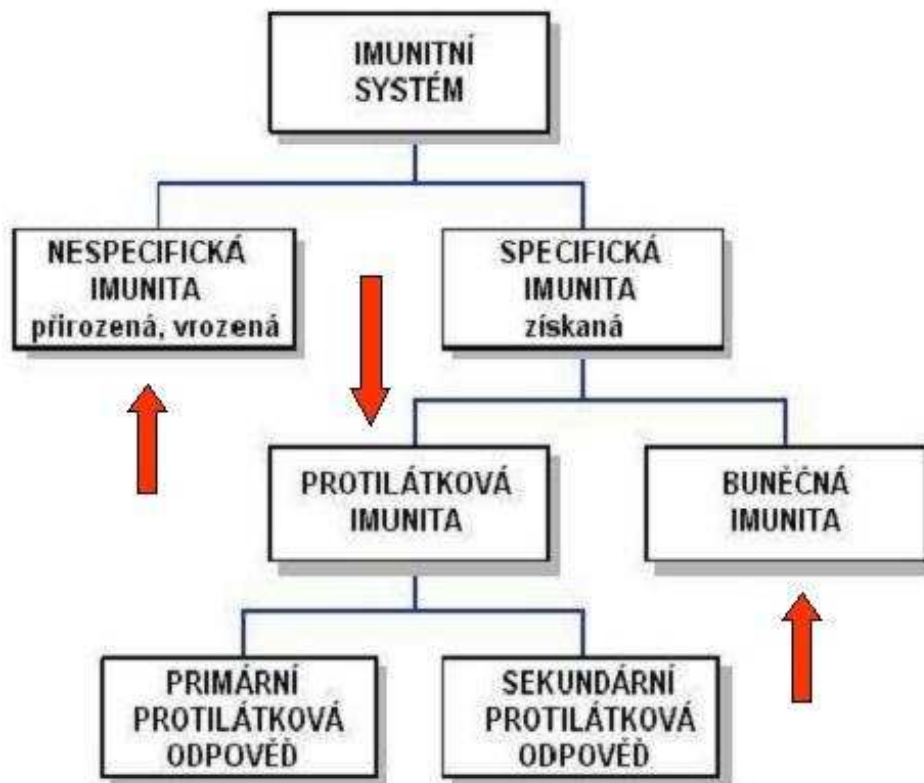 IMUNITNÍ
SYSTÉM
NESPECIFICKÁ
IMUNITA
přirozená, vrozená
SPECIFICKÁ
IMUNITA
získaná
PROTILÁTKOVÁ
IMUNITA
BUNĚČNÁ
IMUNITA
PRIMÁRNÍ
PROTILÁTKOVÁ
ODPOVĚĎ
SEKUNDÁRNÍ
PROTILÁTKOVÁ
ODPOVĚĎ